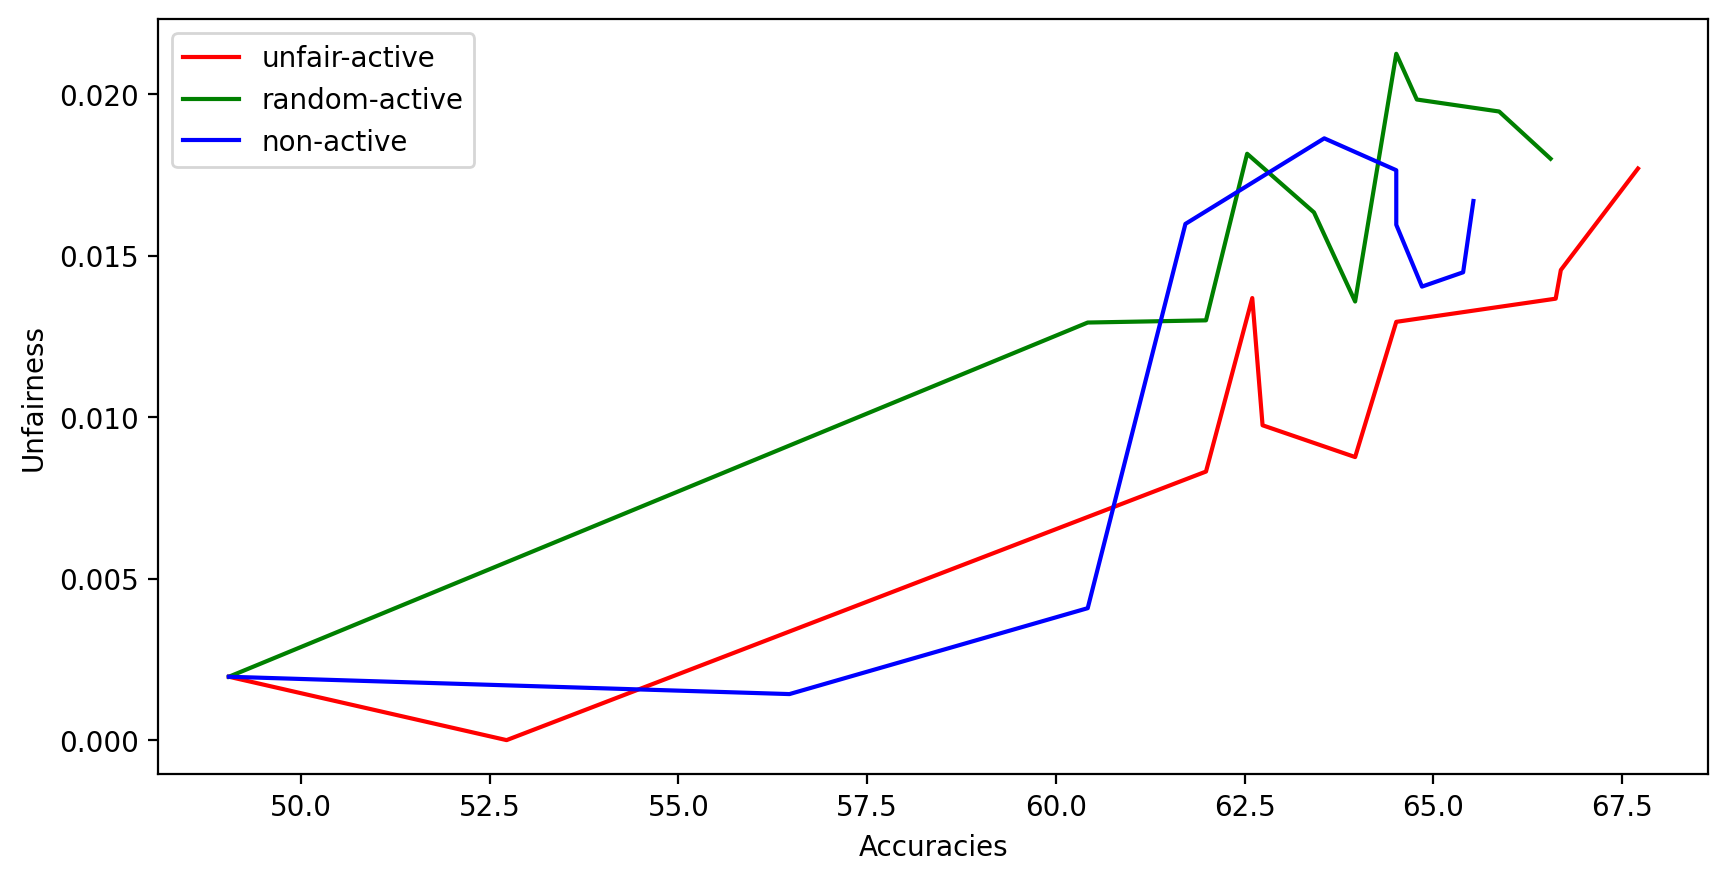 unfair-active
random-active
non-active
0.020
0.015
0.010
0.005
0.000
Unfairness
50.0 52.5 55.0 57.5 60.0 62.5 65.0 67.5
Accuracies